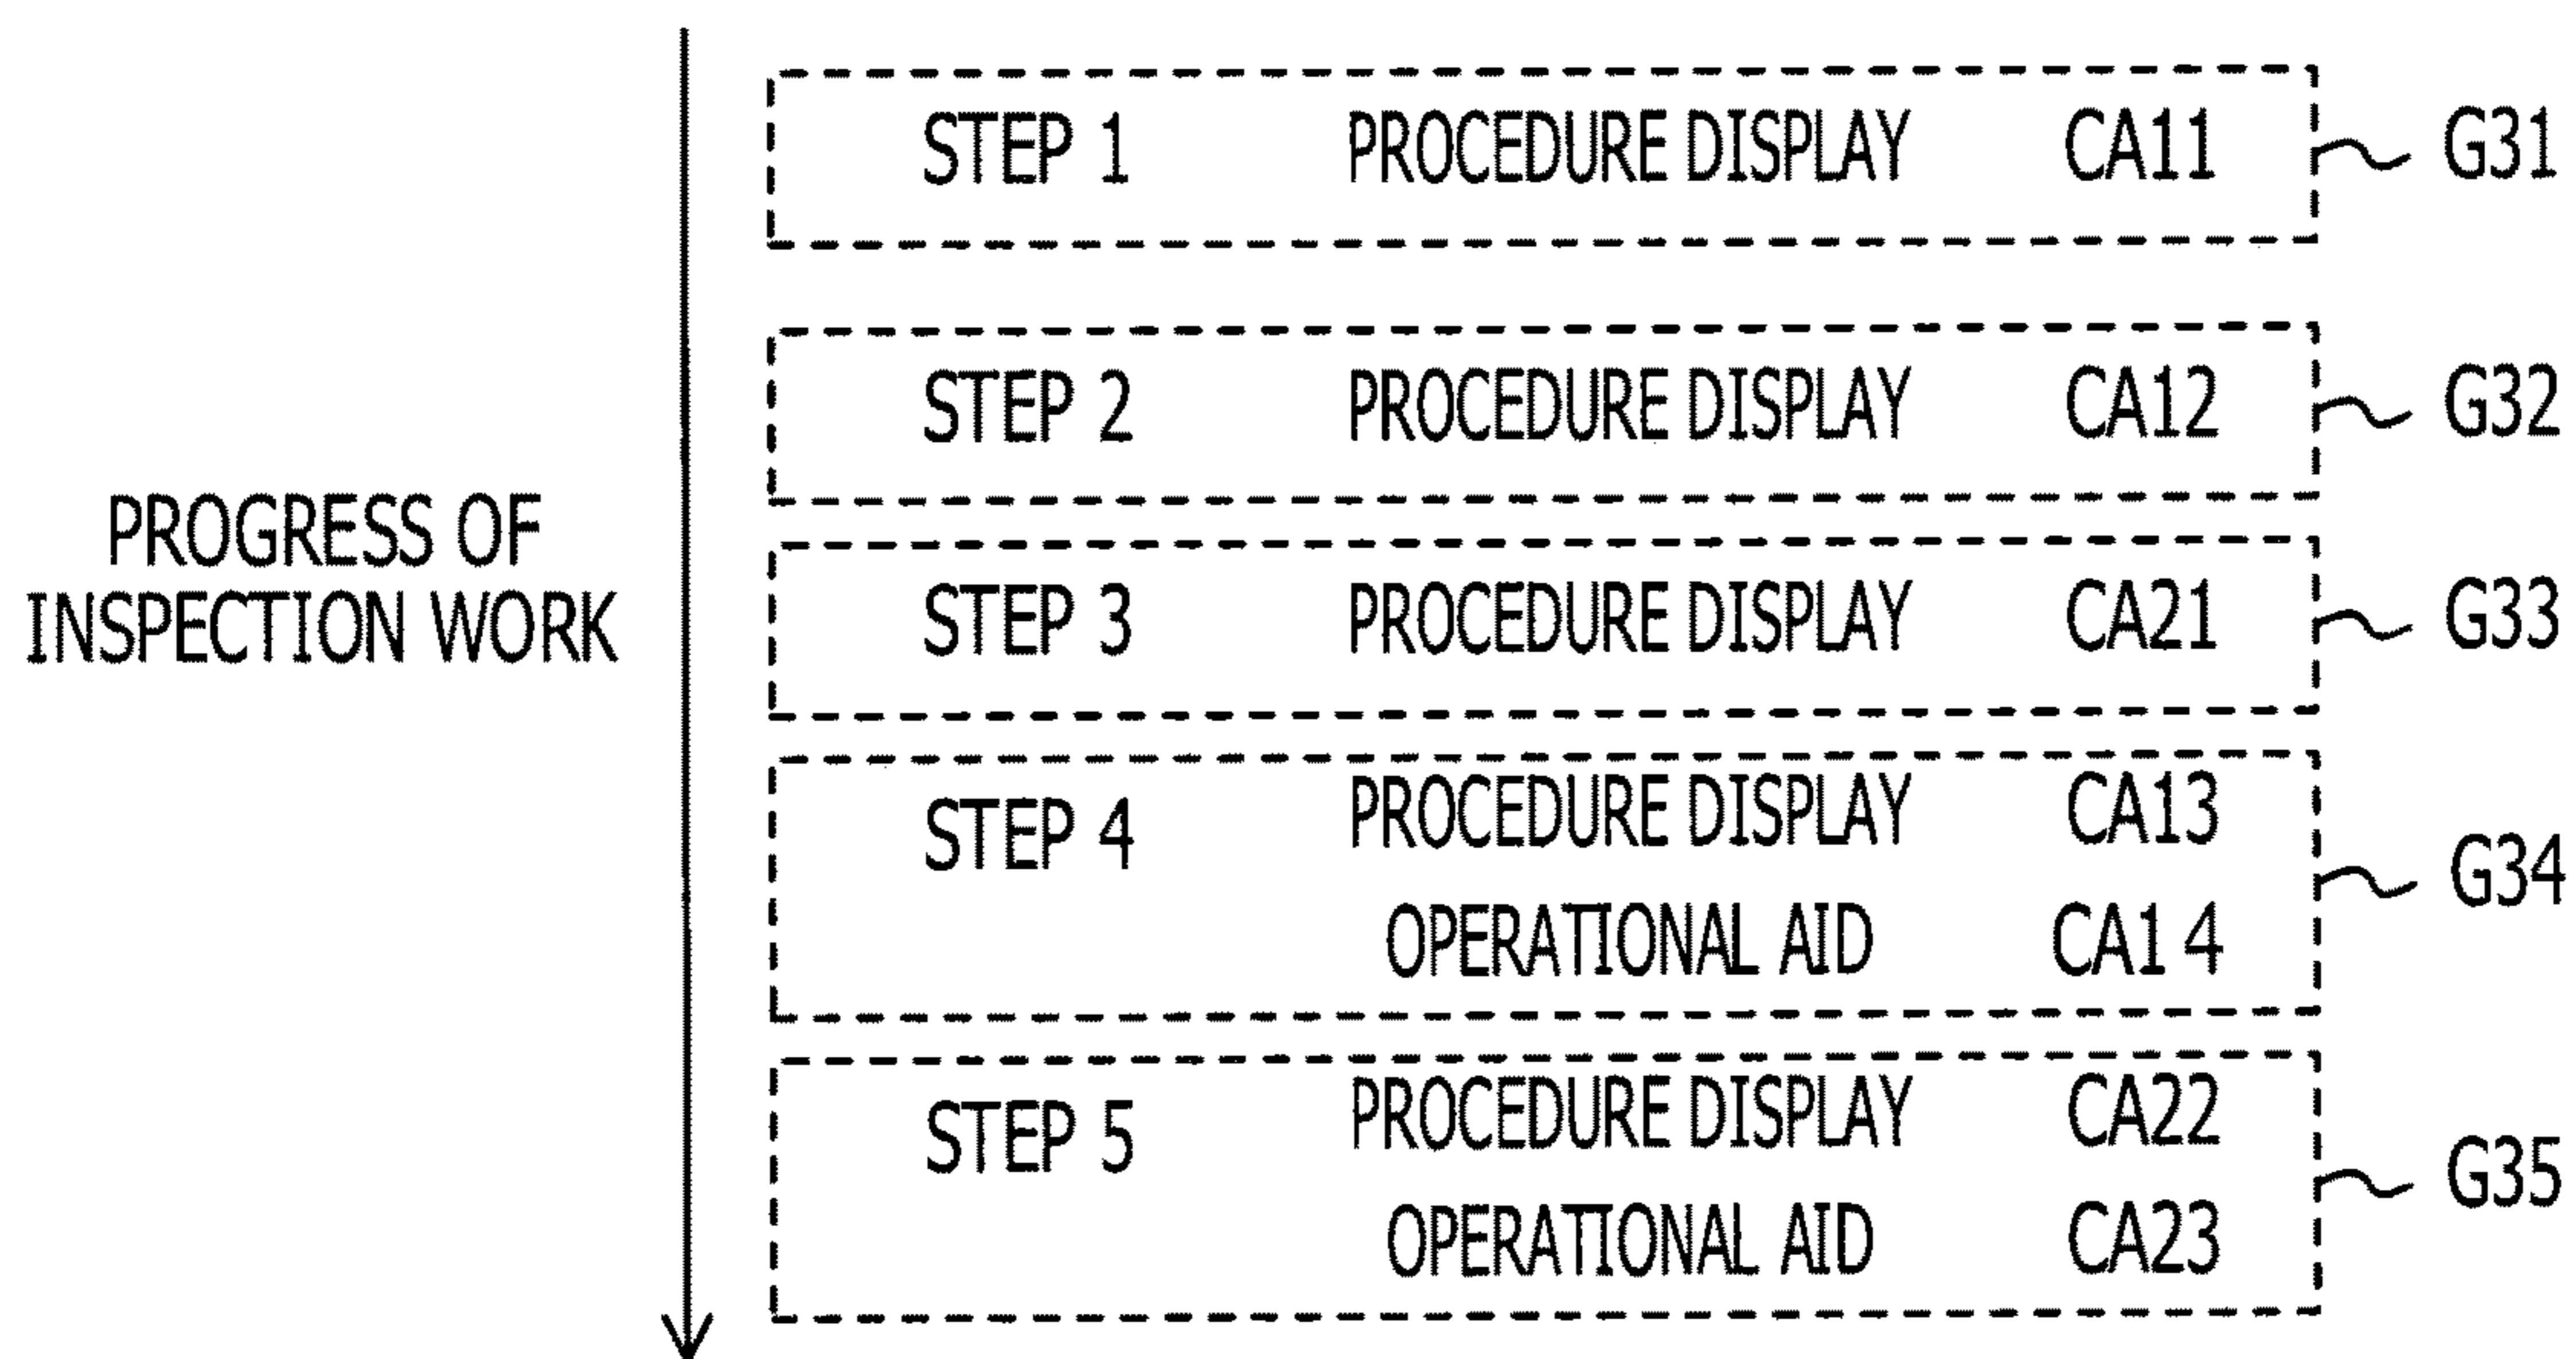 STEP 1 PROCEDURE DISPLAY CA11 G31
STEP 2 PROCEDURE DISPLAY CA12 G32
PROGRESS OF
INSPECTION WORK
STEP 3 PROCEDURE DISPLAY CA21 G33
STEP 4 PROCEDURE DISPLAY CA13 G34
OPERATIONAL AID CA14
STEP 5 PROCEDURE DISPLAY CA22 G35
OPERATIONAL AID CA23